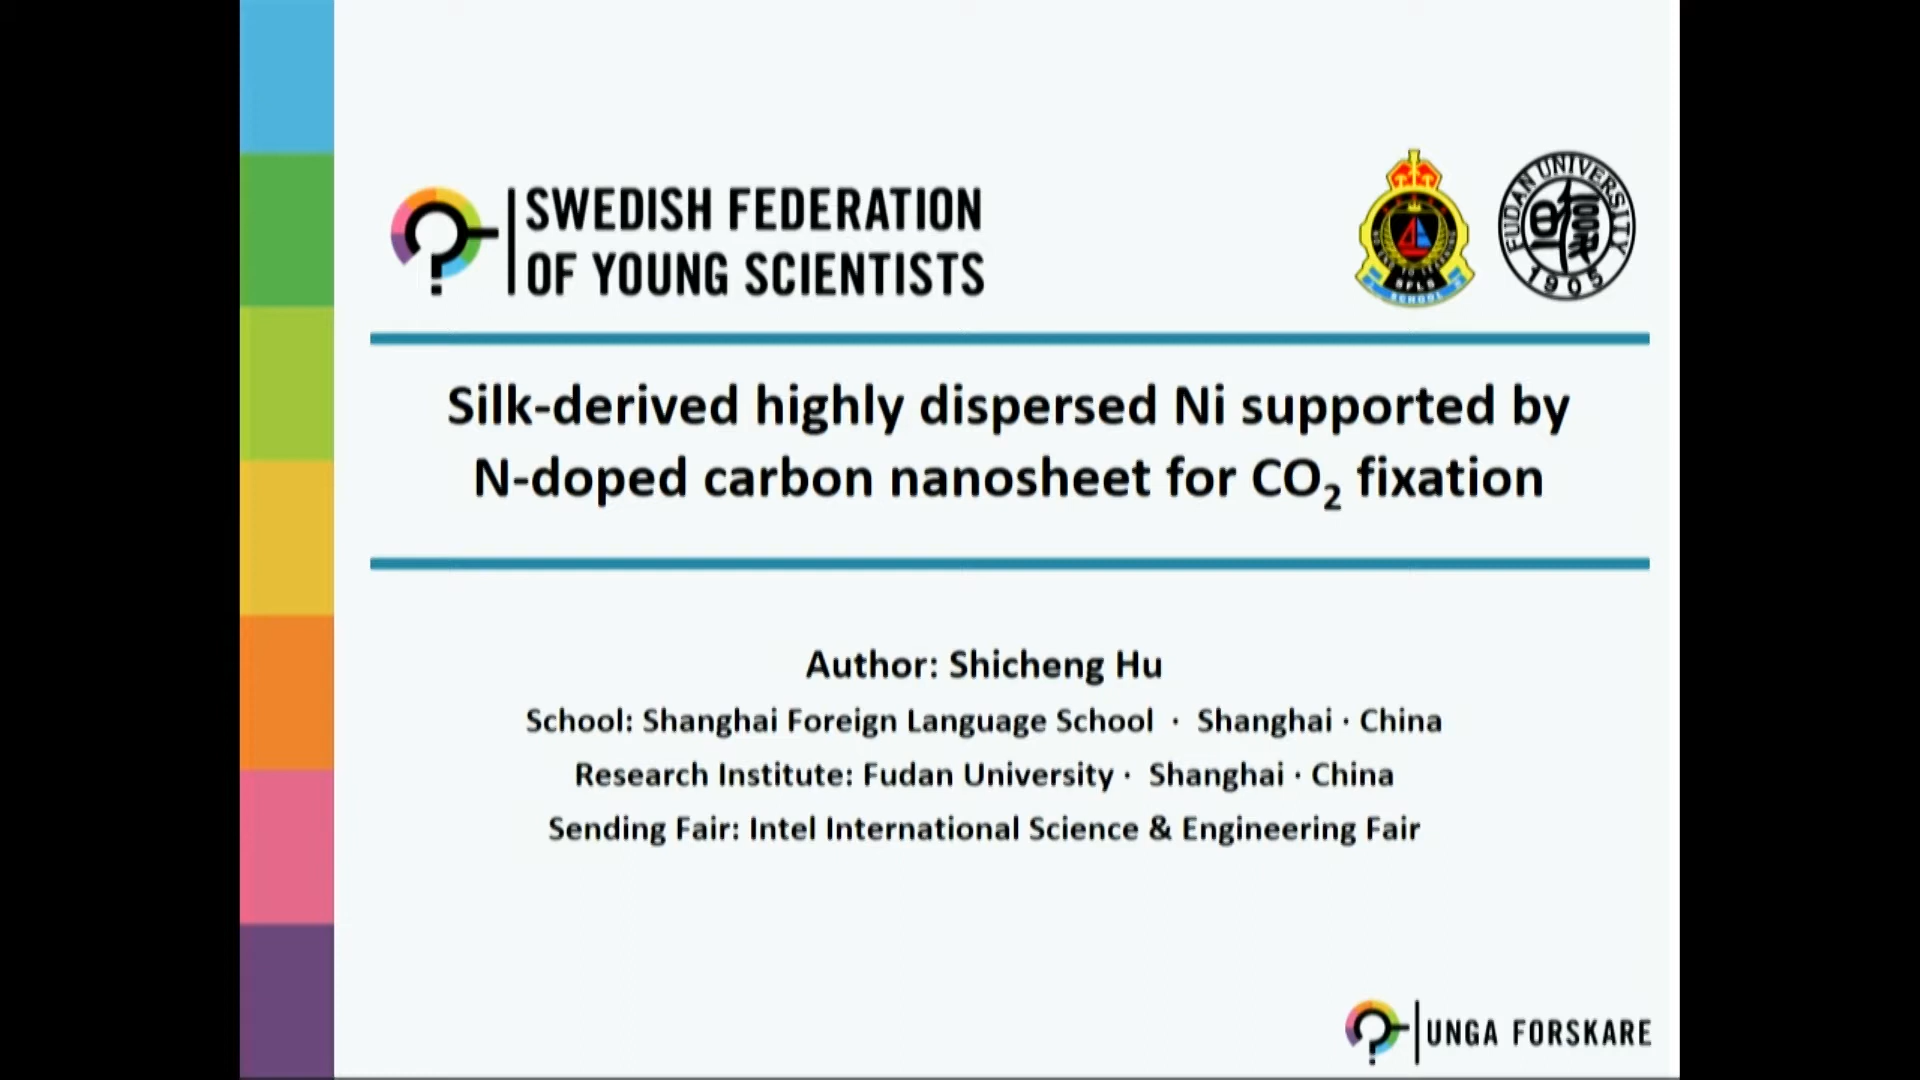 SWEDISH FEDERATION
OF YOUNG SCIENTISTS
FUDAN UNIVERSITY
1905
SCHOOL
Silk-derived highly dispersed Ni supported by
N-doped carbon nanosheet for CO₂ fixation
Author: Shicheng Hu
School: Shanghai Foreign Language School · Shanghai · China
Research Institute: Fudan University · Shanghai · China
Sending Fair: Intel International Science & Engineering Fair
UNGA FORSKARE